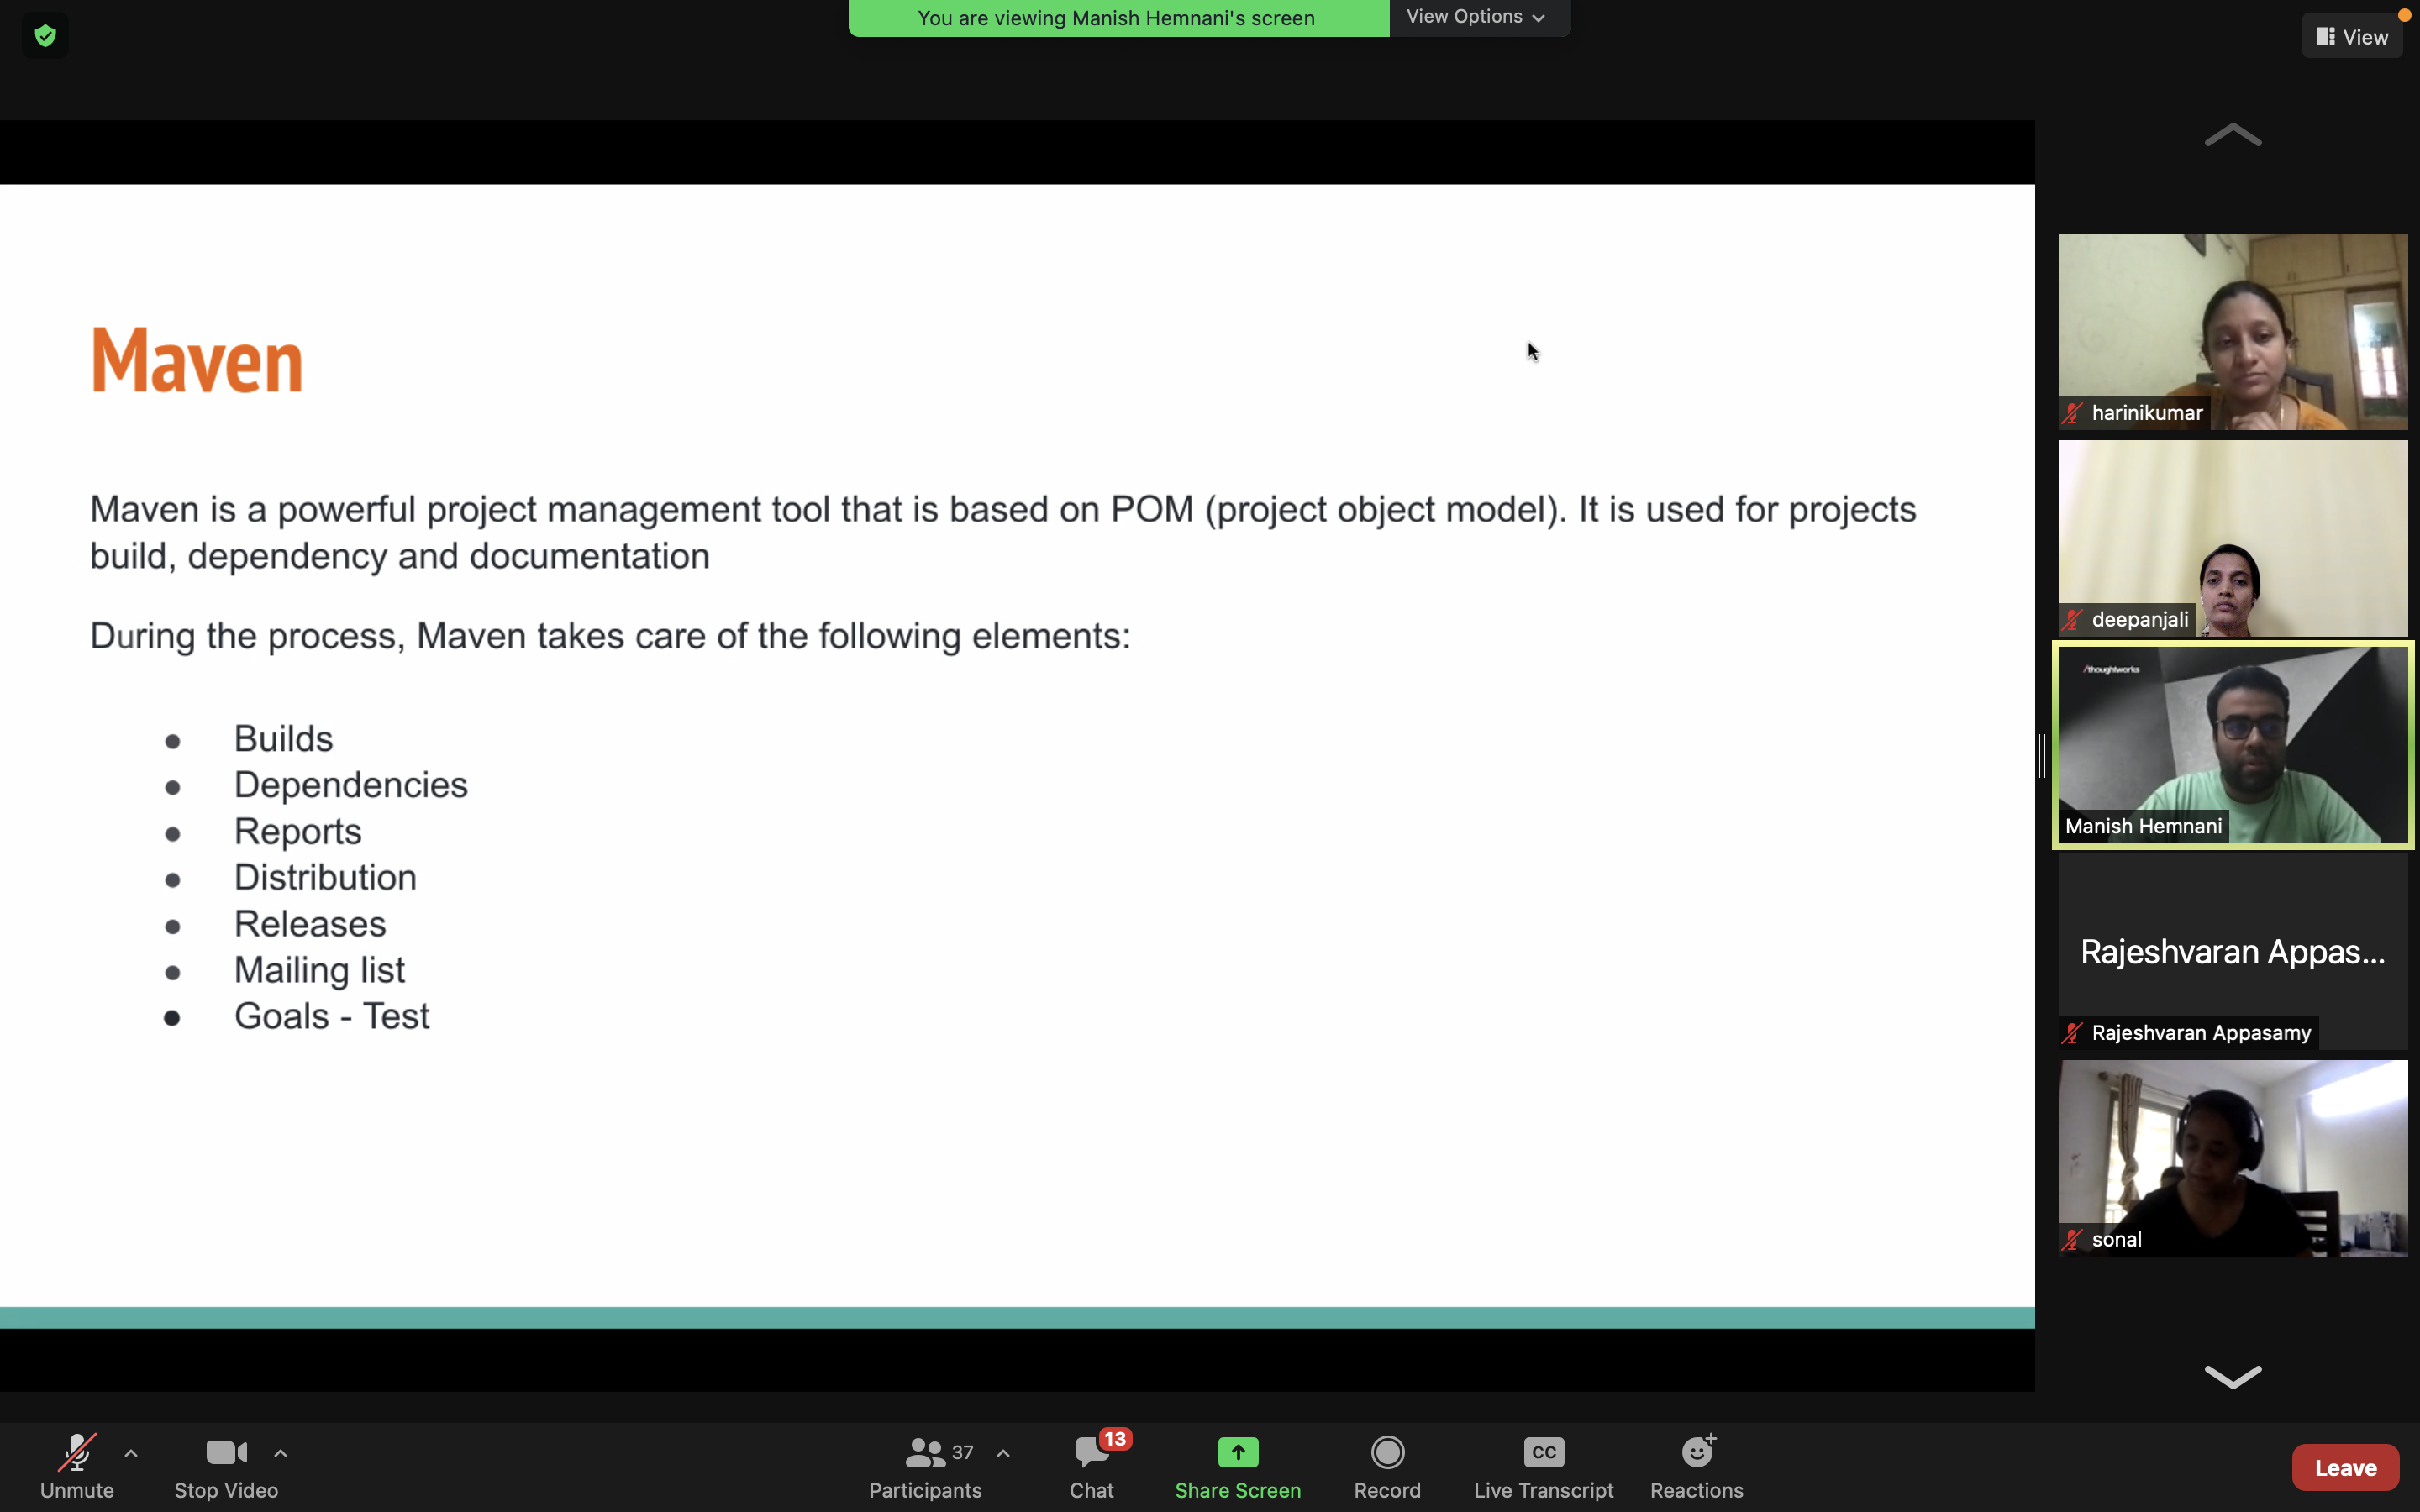 You are viewing Manish Hemnani's screen
View Options
View
Maven
Maven is a powerful project management tool that is based on POM (project object model). It is used for projects
build, dependency and documentation
During the process, Maven takes care of the following elements:
Builds
Dependencies
Reports
Distribution
Releases
Mailing list
Goals - Test
harinikumar
deepanjali
/thoughtworks
Manish Hemnani
Rajeshvaran Appas...
Rajeshvaran Appasamy
sonal
Unmute
Stop Video
37
Participants
13
Chat
Share Screen
Record
CC
Live Transcript
Reactions
Leave